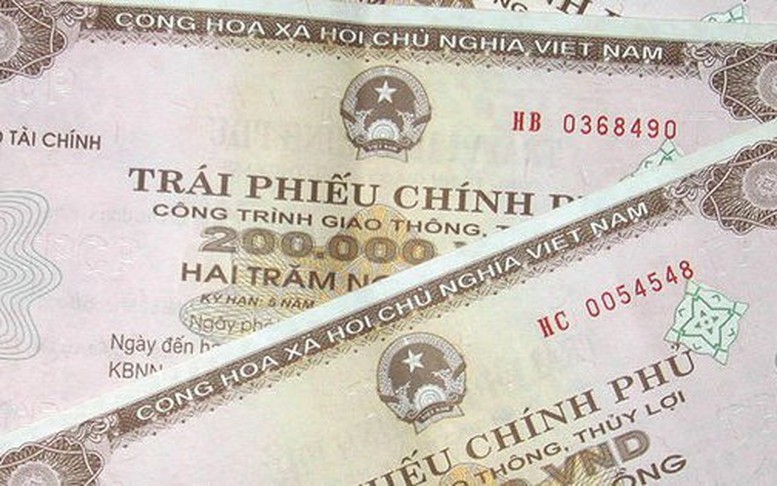 CỘNG HÒA XÃ HỘI CHỦ NGHĨA VIỆT NAM
HB 0368490
TÀI CHÍNH
TRÁI PHIẾU CHÍNH
CÔNG TRÌNH GIAO THÔNG,
200.000
HAI TRĂM
KỲ HẠN: 5 NĂM
Ngày
Ngày đến
KBNN
CỘNG HÒA XÃ HỘI CHỦ NGHĨA VIỆT NAM
HC 0054548
CHÍNH PHỦ
THÔNG, THỦY LỢI
VND